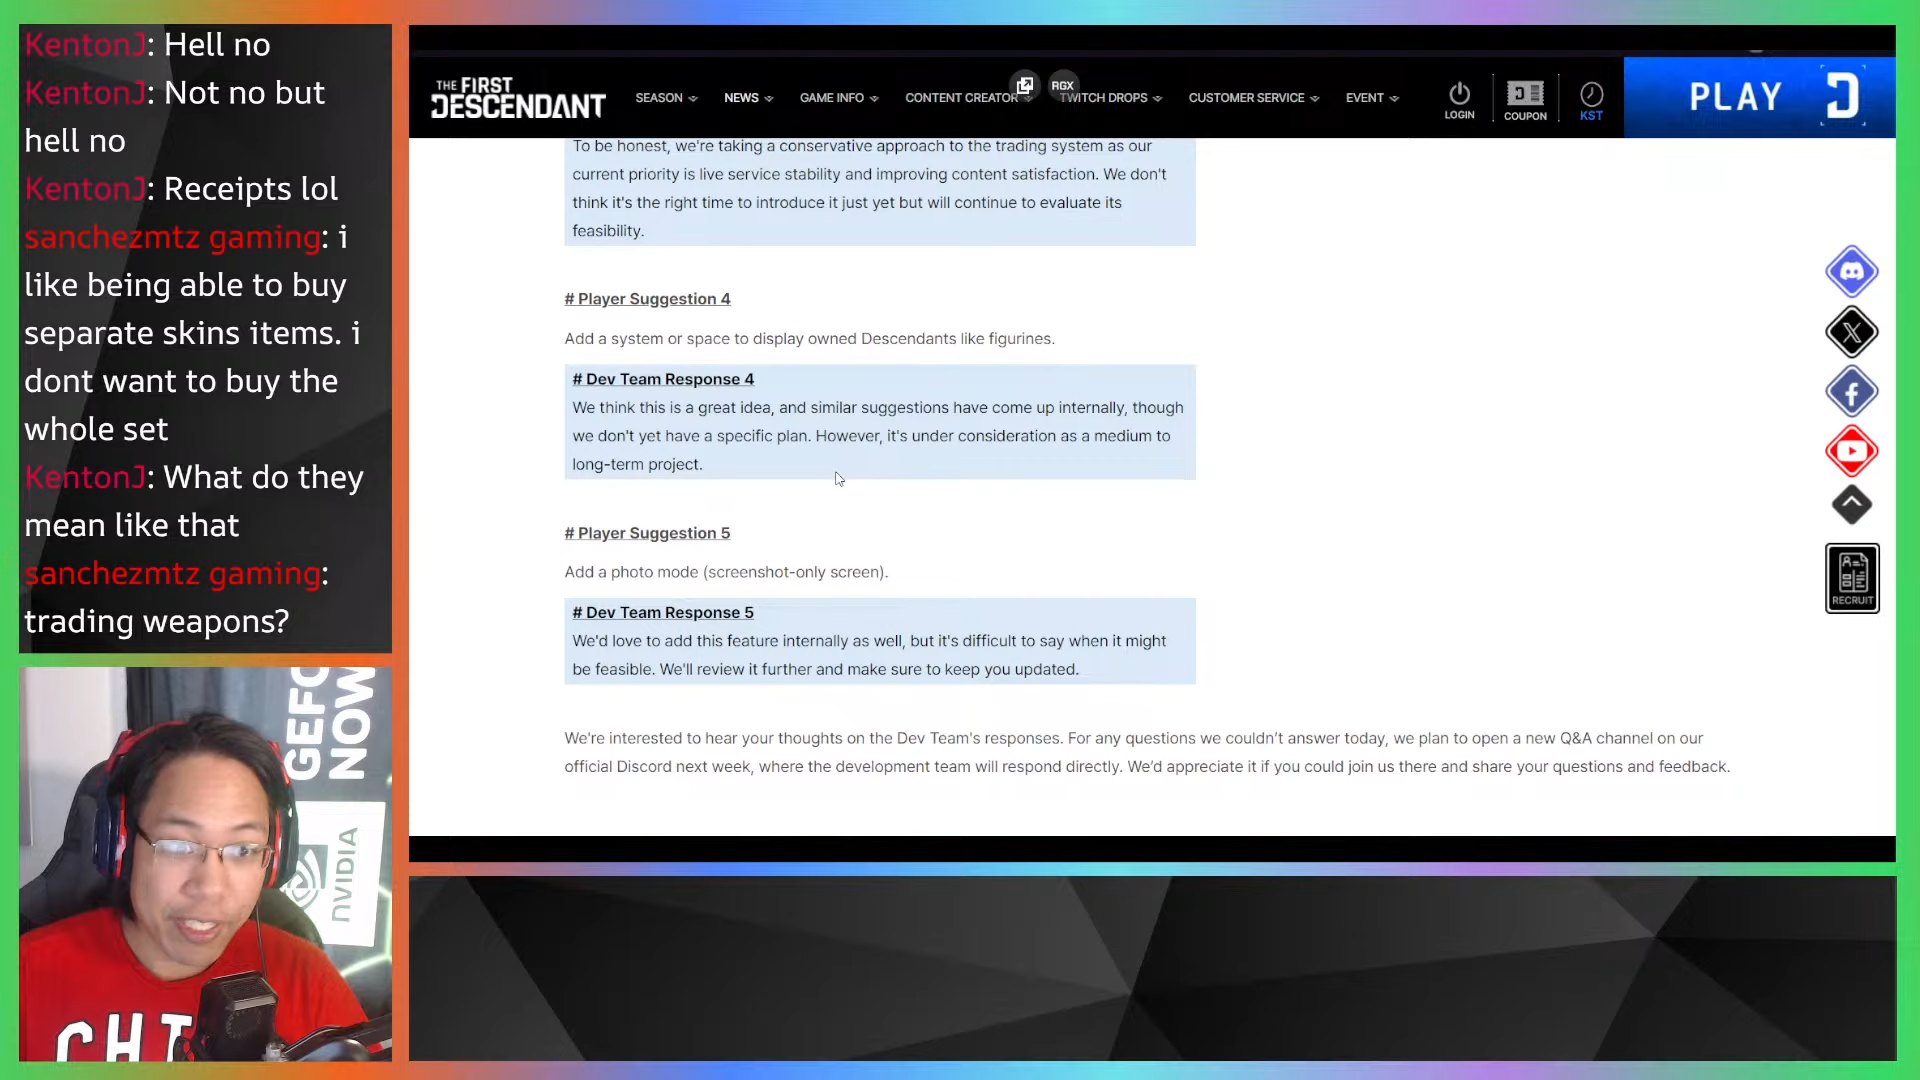 KentonJ: Hell no
KentonJ: Not no but
hell no
KentonJ: Receipts lol
sanchezmtz gaming: i
like being able to buy
separate skins items. i
dont want to buy the
whole set
KentonJ: What do they
mean like that
sanchezmtz gaming:
trading weapons?
THE FIRST
DESCENDANT
SEASON
NEWS
GAME INFO
CONTENT CREATOR
RGX
TWITCH DROPS
CUSTOMER SERVICE
EVENT
LOGIN
COUPON
KST
PLAY
To be honest, we're taking a conservative approach to the trading system as our
current priority is live service stability and improving content satisfaction. We don't
think it's the right time to introduce it just yet but will continue to evaluate its
feasibility.
# Player Suggestion 4
Add a system or space to display owned Descendants like figurines.
# Dev Team Response 4
We think this is a great idea, and similar suggestions have come up internally, though
we don't yet have a specific plan. However, it's under consideration as a medium to
long-term project.
# Player Suggestion 5
Add a photo mode (screenshot-only screen).
# Dev Team Response 5
We'd love to add this feature internally as well, but it's difficult to say when it might
be feasible. We'll review it further and make sure to keep you updated.
We're interested to hear your thoughts on the Dev Team's responses. For any questions we couldn't answer today, we plan to open a new Q&A channel on our
official Discord next week, where the development team will respond directly. We'd appreciate it if you could join us there and share your questions and feedback.
RECRUIT
GEFO
NOW
NVIDIA
CHI